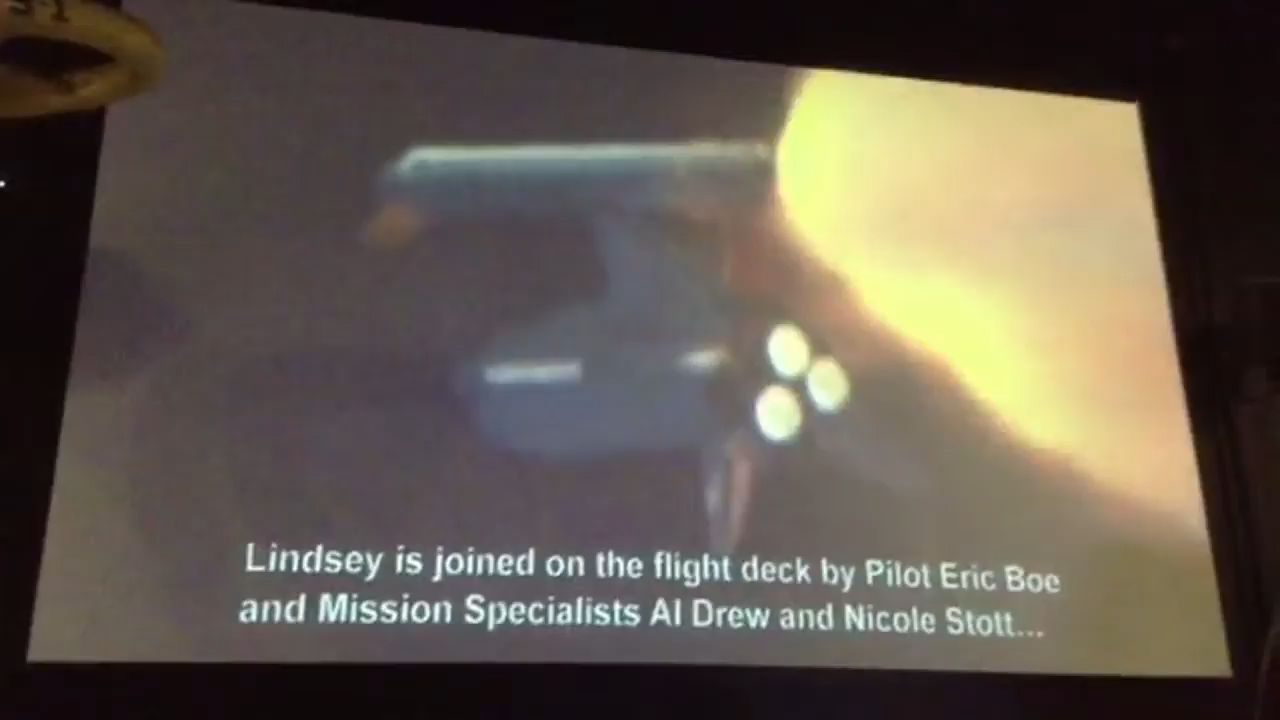 Lindsey is joined on the flight deck by Pilot Eric Boe
and Mission Specialists Al Drew and Nicole Stott...